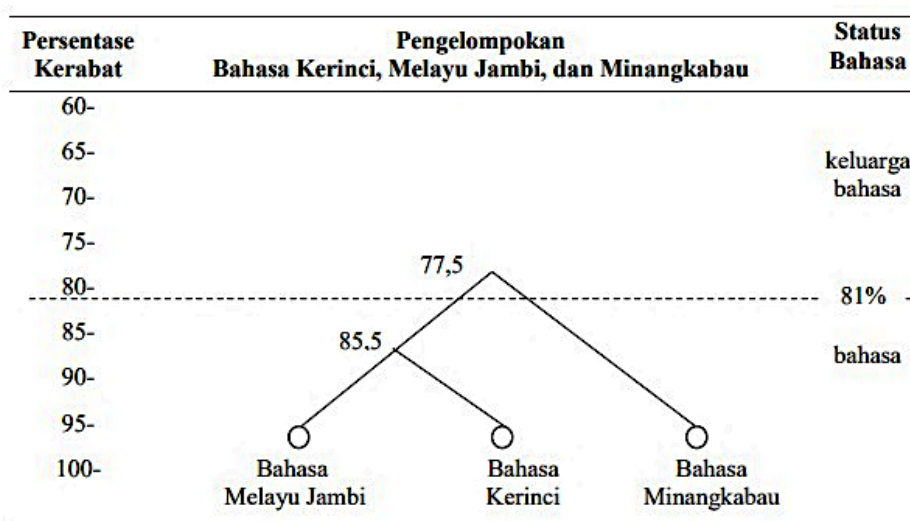 Persentase Kerabat
Pengelompokan
Bahasa Kerinci, Melayu Jambi, dan Minangkabau
Status Bahasa
60-
65-
keluarga
bahasa
70-
75-
77,5
80-
81%
85-
85,5
bahasa
90-
95-
100-
Bahasa
Melayu Jambi
Bahasa
Kerinci
Bahasa
Minangkabau